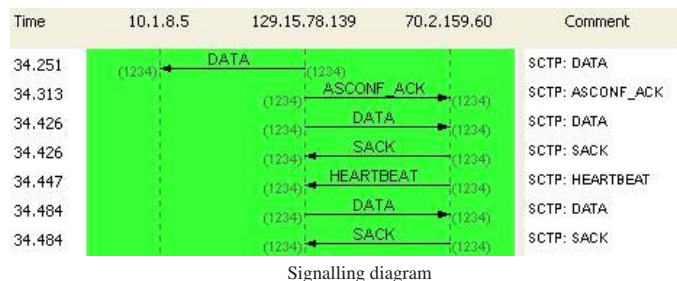 Time 10.1.8.5 129.15.78.139 70.2.159.60 Comment
DATA
34.251 (1234) (1234) SCTP: DATA
ASCONF_ACK
34.313 (1234) (1234) SCTP: ASCONF_ACK
DATA
34.426 (1234) (1234) SCTP: DATA
SACK
34.426 (1234) (1234) SCTP: SACK
HEARTBEAT
34.447 (1234) (1234) SCTP: HEARTBEAT
DATA
34.484 (1234) (1234) SCTP: DATA
SACK
34.484 (1234) (1234) SCTP: SACK
Signalling diagram